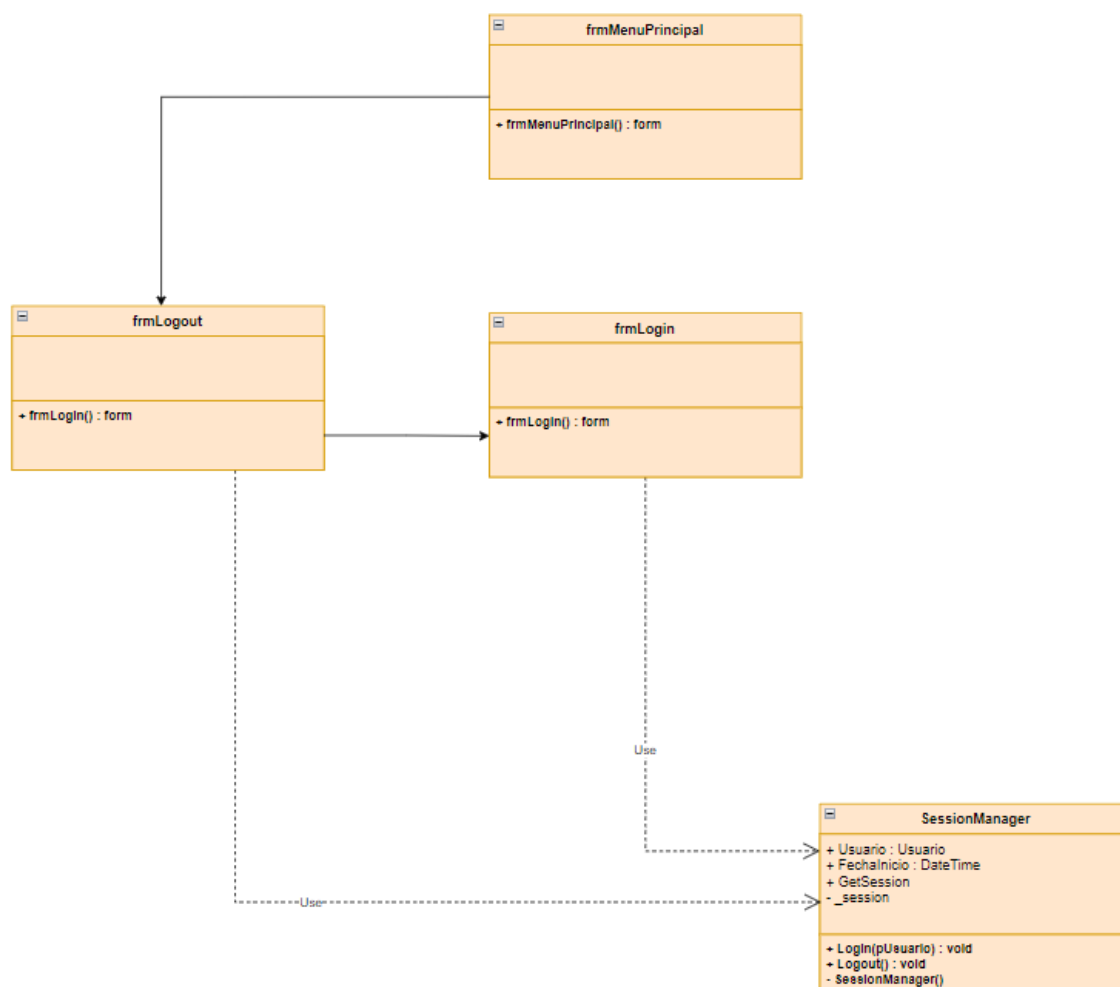 frmMenuPrincipal
+ frmMenuPrincipal() : form
frmLogout
+ frmLogin() : form
frmLogin
+ frmLogin() : form
Use
Use
SessionManager
+ Usuario : Usuario
+ FechaInicio : DateTime
+ GetSession
- _session
+ Login(pUsuario) : void
+ Logout() : void
- SessionManager()